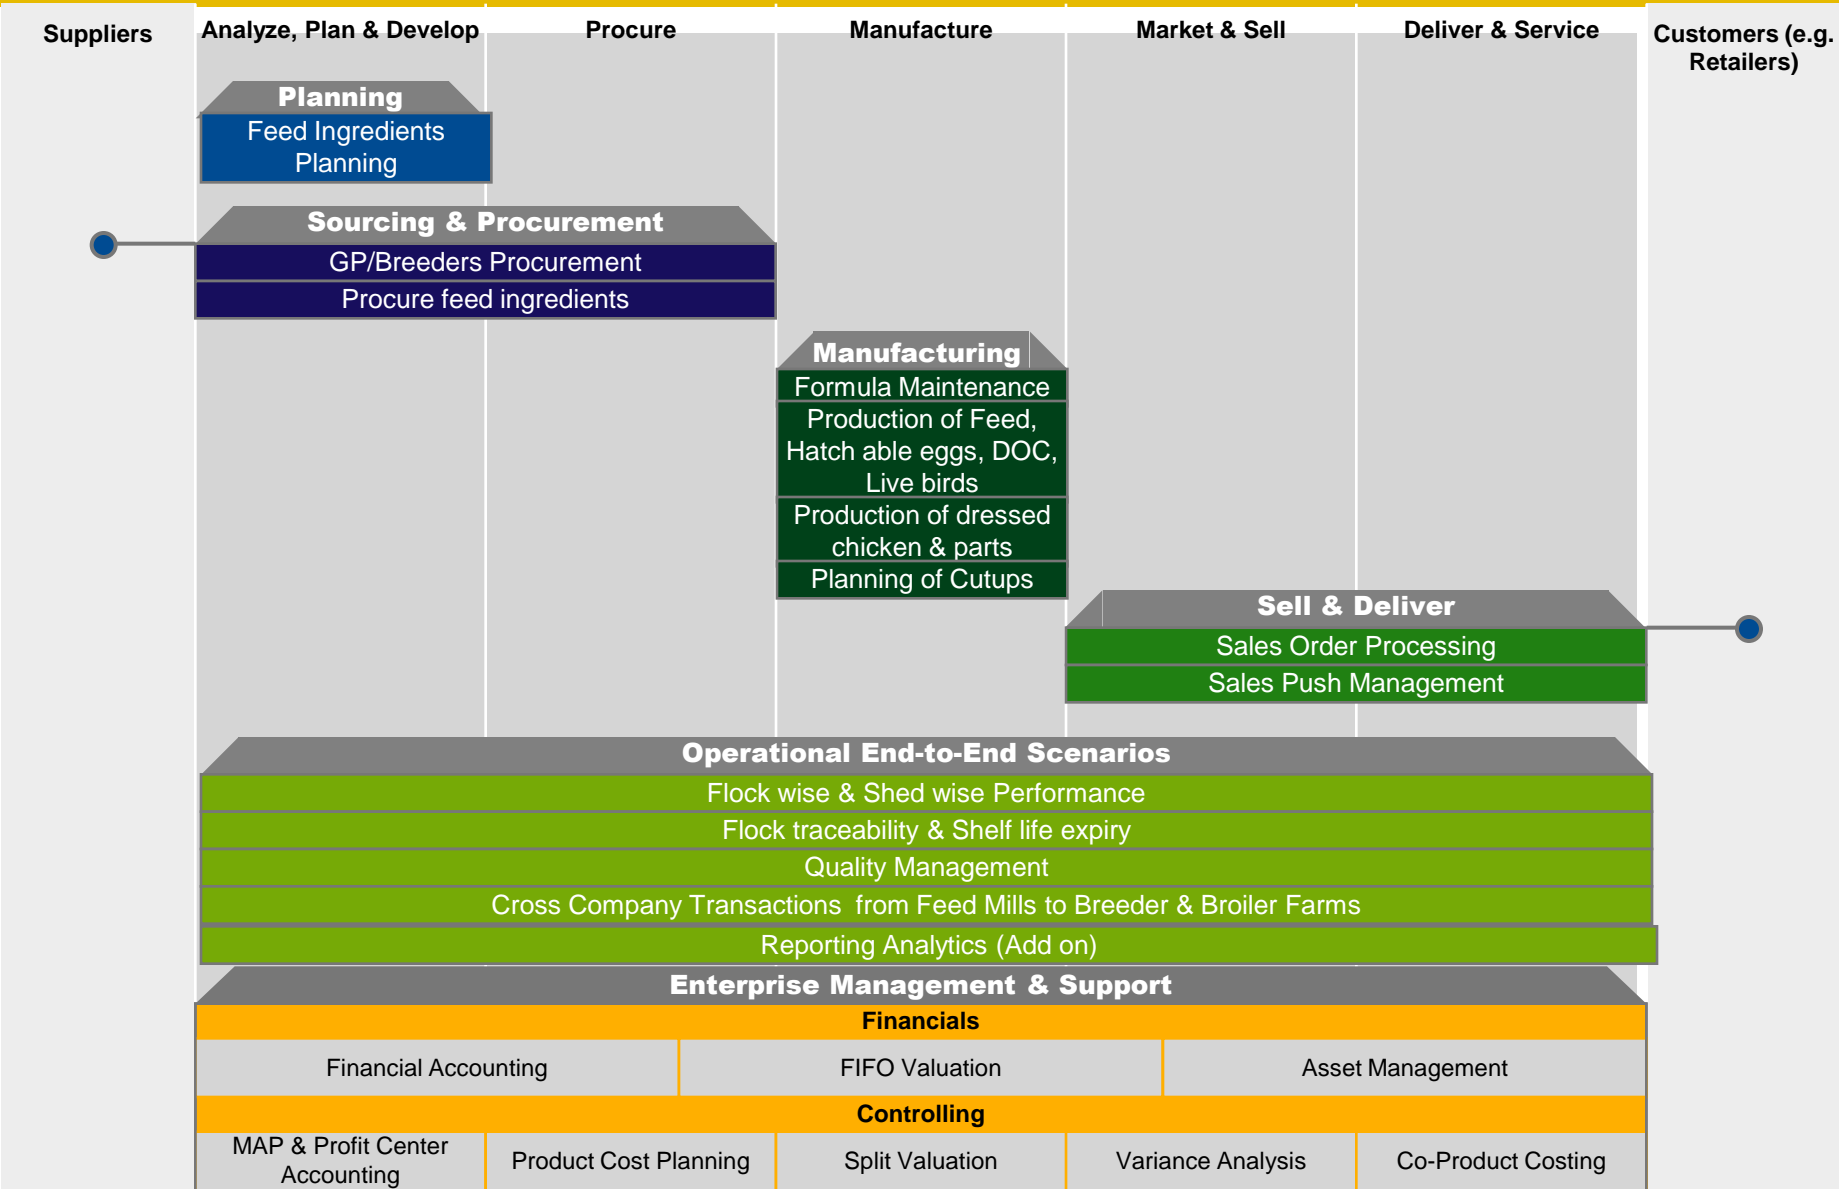 Suppliers
Analyze, Plan & Develop
Procure
Manufacture
Market & Sell
Deliver & Service
Customers (e.g.
Retailers)
Planning
Feed Ingredients
Planning
Sourcing & Procurement
GP/Breeders Procurement
Procure feed ingredients
Manufacturing
Formula Maintenance
Production of Feed,
Hatch able eggs, DOC,
Live birds
Production of dressed
chicken & parts
Planning of Cutups
Sell & Deliver
Sales Order Processing
Sales Push Management
Operational End-to-End Scenarios
Flock wise & Shed wise Performance
Flock traceability & Shelf life expiry
Quality Management
Cross Company Transactions  from Feed Mills to Breeder & Broiler Farms
Reporting Analytics (Add on)
Enterprise Management & Support
Financials
Financial Accounting
FIFO Valuation
Asset Management
Controlling
MAP & Profit Center
Accounting
Product Cost Planning
Split Valuation
Variance Analysis
Co-Product Costing